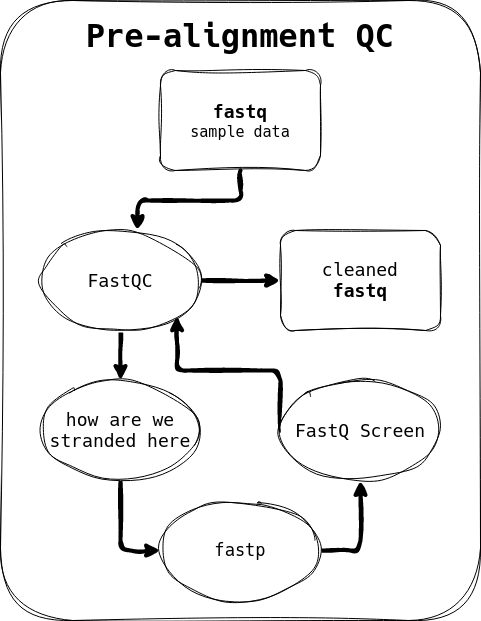 Pre-alignment QC
fastq
sample data
FastQC
cleaned
fastq
how are we
stranded here
FastQ Screen
fastp